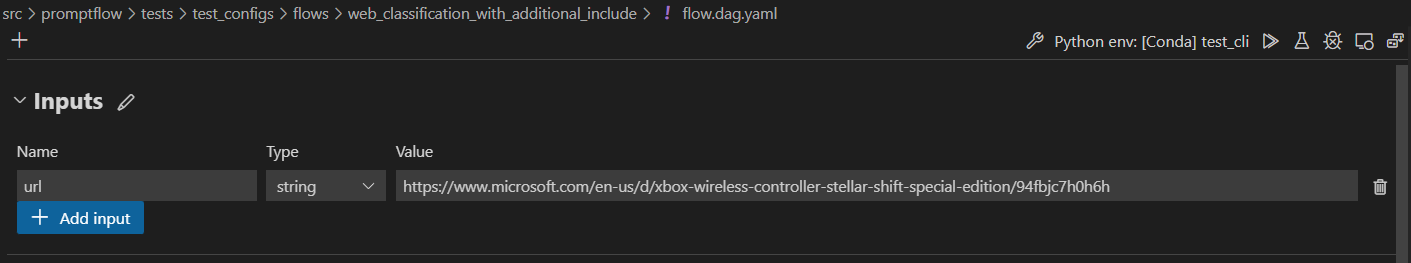 src > promptflow > tests > test_configs > flows > web_classification_with_additional_include > ! flow.dag.yaml
Python env: [Conda] test_cli
Inputs
Name Type Value
url string https://www.microsoft.com/en-us/d/xbox-wireless-controller-stellar-shift-special-edition/94fbjc7h0h6h
Add input